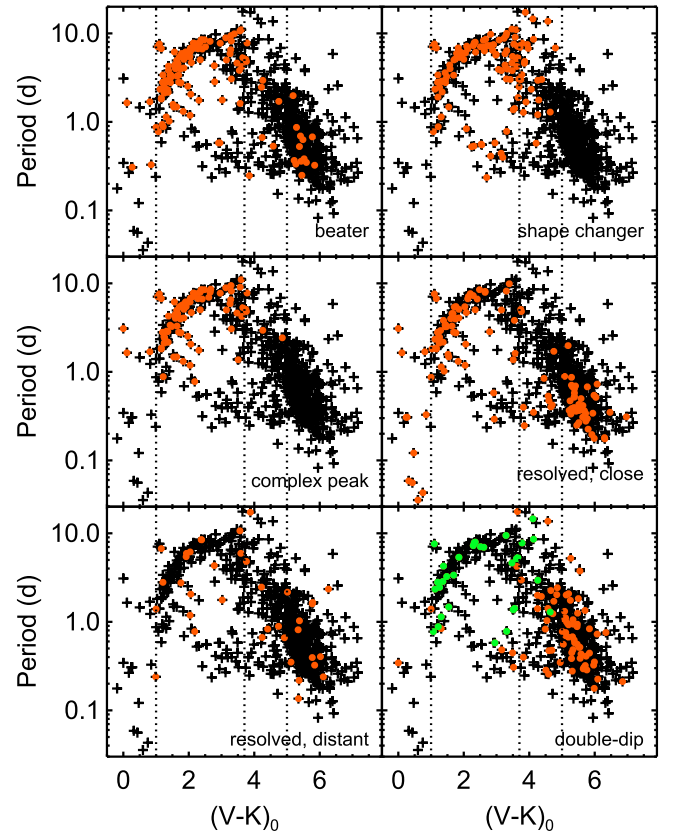 10.0
1.0
0.1
Period (d)
beater
shape changer
10.0
1.0
0.1
Period (d)
complex peak
resolved, close
10.0
1.0
0.1
Period (d)
resolved, distant
double-dip
0 2 4 6
0 2 4 6
(V-K)0
(V-K)0